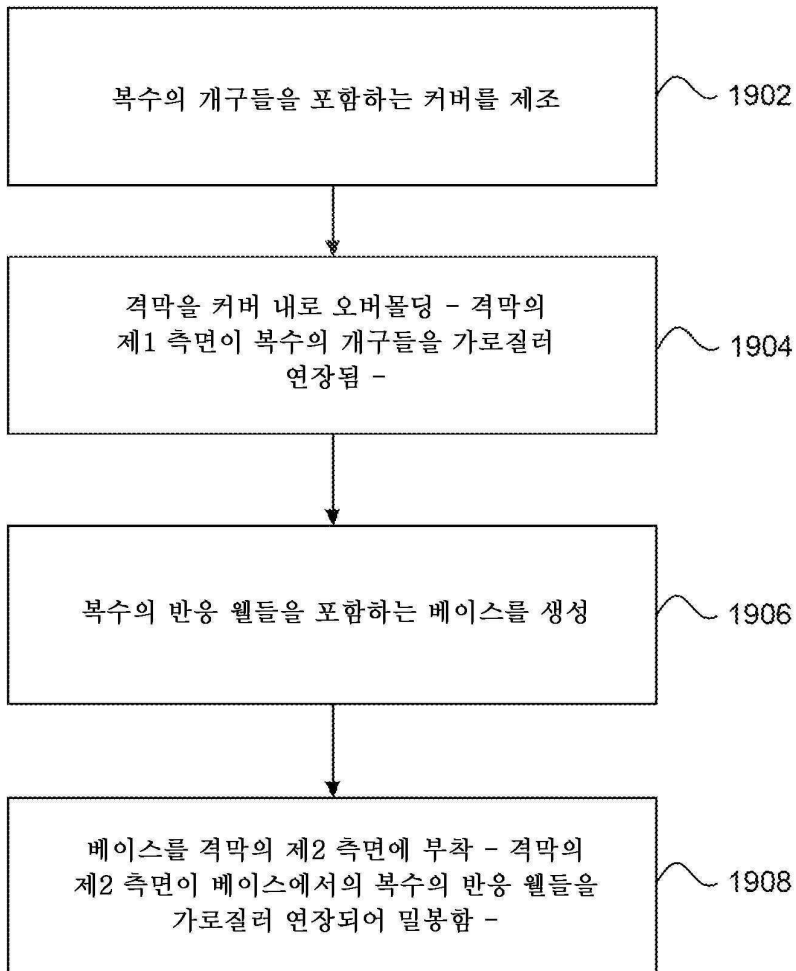 복수의 개구들을 포함하는 커버를 제조
1902
격막을 커버 내로 오버몰딩 - 격막의
제1 측면이 복수의 개구들을 가로질러
연장됨 -
1904
복수의 반응 웰들을 포함하는 베이스를 생성
1906
베이스를 격막의 제2 측면에 부착 - 격막의
제2 측면이 베이스에서의 복수의 반응 웰들을
가로질러 연장되어 밀봉함 -
1908